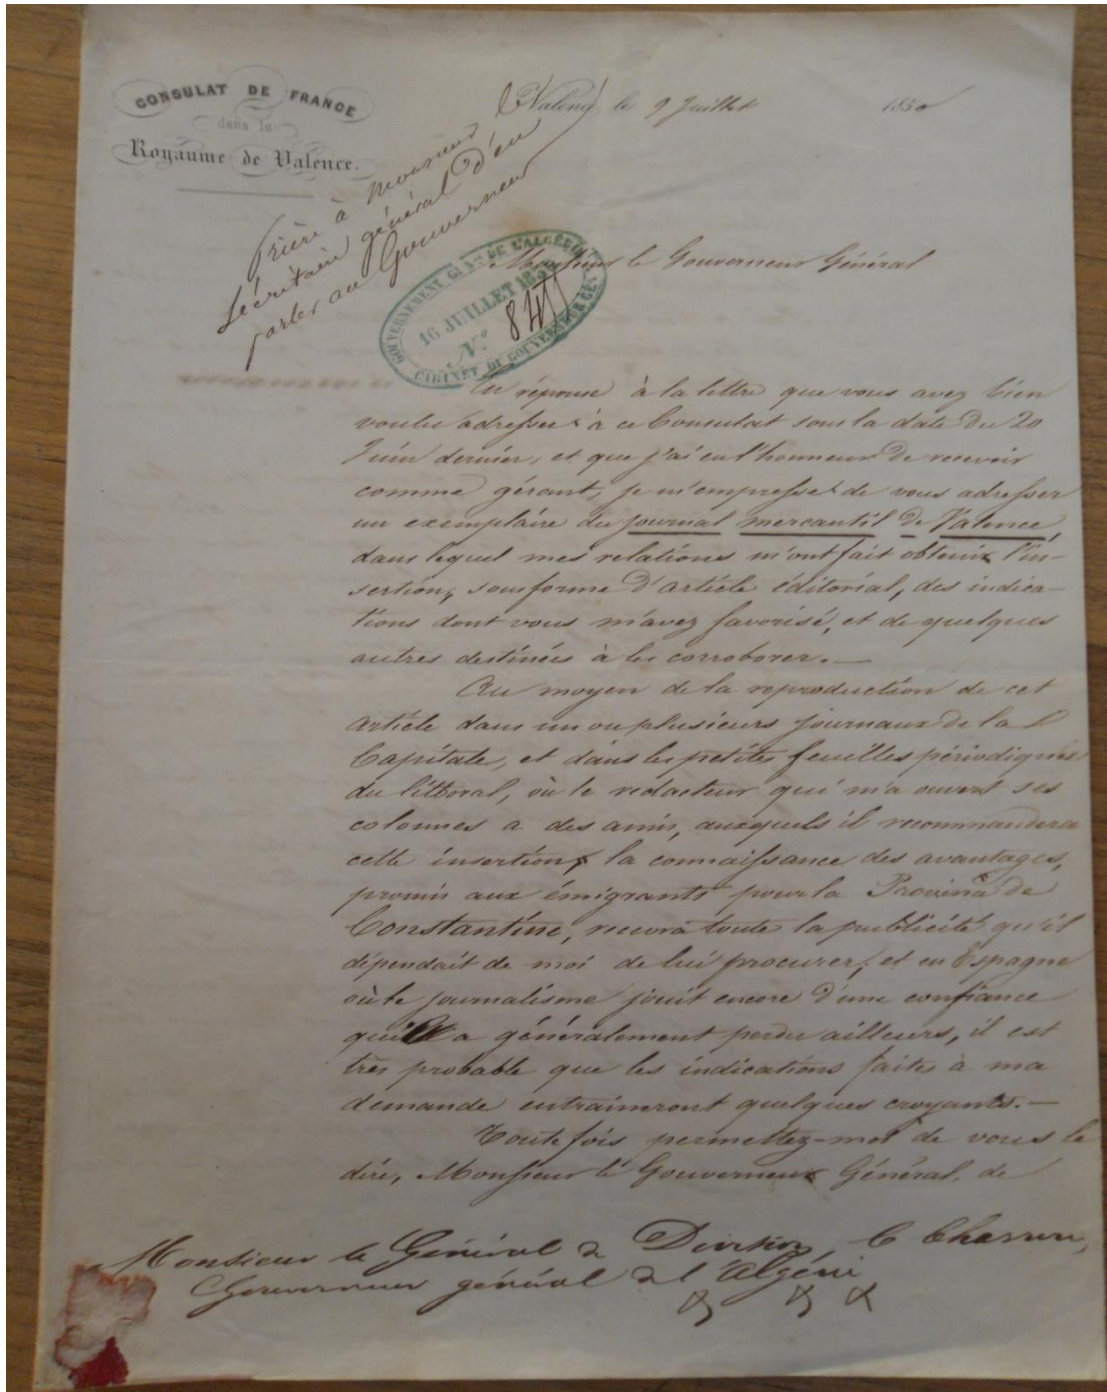 CONSULAT DE FRANCE
dans le
Royaume de Valence.
Valence, le 9 Juillet 1850
Prière à Monsieur le
Secrétaire général d'en
parler au Gouverneur
GOUVERNEMENT GÉNal DE L'ALGÉRIE
16 JUILLET 1850
N.°
CABINET DU GOUVERNEUR GÉNal
Monsieur le Gouverneur Général
En réponse à la lettre que vous avez bien
voulu adresser à ce Consulat sous la date du 20
Juin dernier, et que j'ai eu l'honneur de recevoir
comme gérant, je m'empresse de vous adresser
un exemplaire du journal mercantil de Valence,
dans lequel mes relations m'ont fait obtenir l'in-
sertion, sous forme d'article éditorial, des indica-
tions dont vous m'avez favorisé, et de quelques
autres destinées à les corroborer. —
Au moyen de la reproduction de cet
article dans un ou plusieurs journaux de la
Capitale, et dans les petites feuilles périodiques
du littoral, où le rédacteur qui m'a ouvert ses
colonnes a des amis, auxquels il recommandera
cette insertion, la connaissance des avantages,
promis aux émigrants pour la Province de
Constantine, recevra toute la publicité qu'il
dépendait de moi de lui procurer, et en Espagne
où le journalisme jouit encore d'une confiance
qu'il a généralement perdu ailleurs, il est
très probable que les indications faites à ma
demande entraineront quelques croyants. —
Toutefois permettez-moi de vous le
dire, Monsieur le Gouverneur Général, de
Monsieur le Général de Division
Gouverneur général de l'Algérie